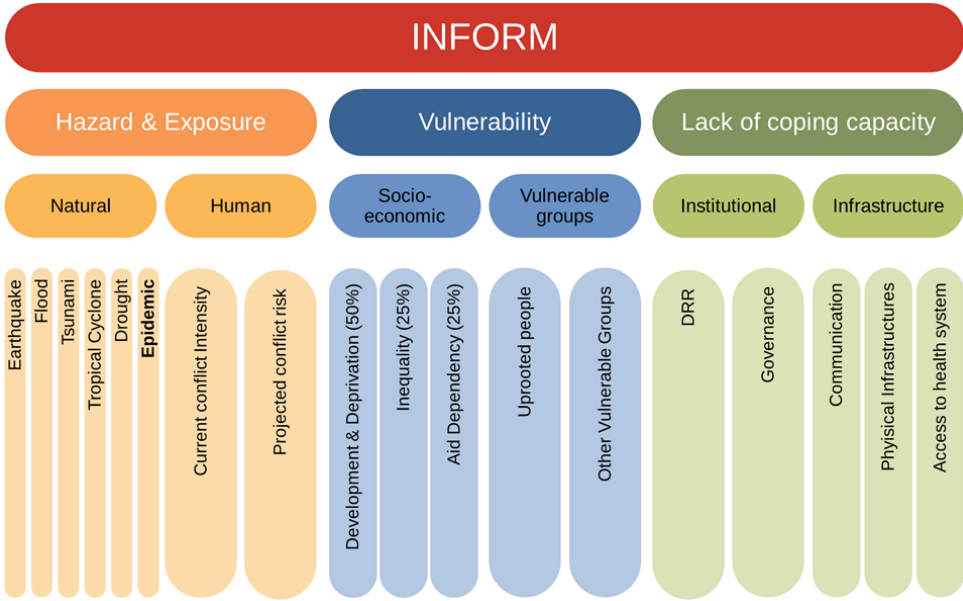 INFORM
Hazard & Exposure
Vulnerability
Lack of coping capacity
Natural
Human
Socio-
economic
Vulnerable
groups
Institutional
Infrastructure
Earthquake
Flood
Tsunami
Tropical Cyclone
Drought
Epidemic
Current conflict Intensity
Projected conflict risk
Development & Deprivation (50%)
Inequality (25%)
Aid Dependency (25%)
Uprooted people
Other Vulnerable Groups
DRR
Governance
Communication
Phyisical Infrastructures
Access to health system